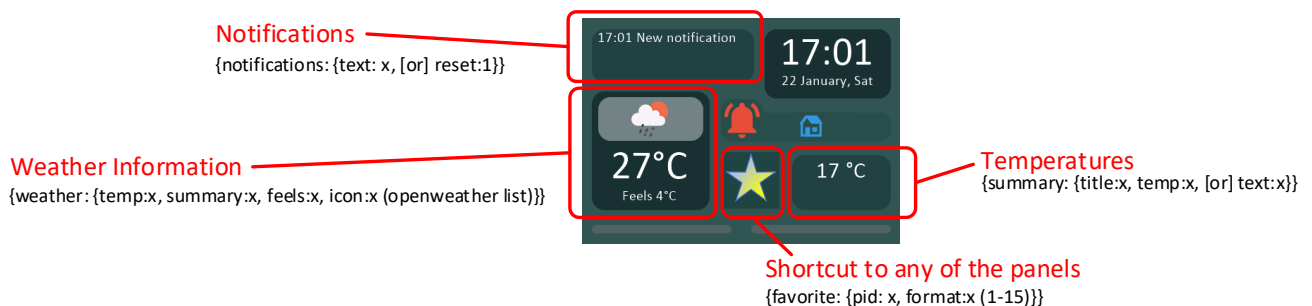 Notifications
{notifications: {text: x, [or] reset:1}}
17:01 New notification
17:01
22 January, Sat
Weather Information
{weather: {temp:x, summary:x, feels:x, icon:x (openweather list)}}
27°C
Feels 4°C
17 °C
Temperatures
{summary: {title:x, temp:x, [or] text:x}}
Shortcut to any of the panels
{favorite: {pid: x, format:x (1-15)}}